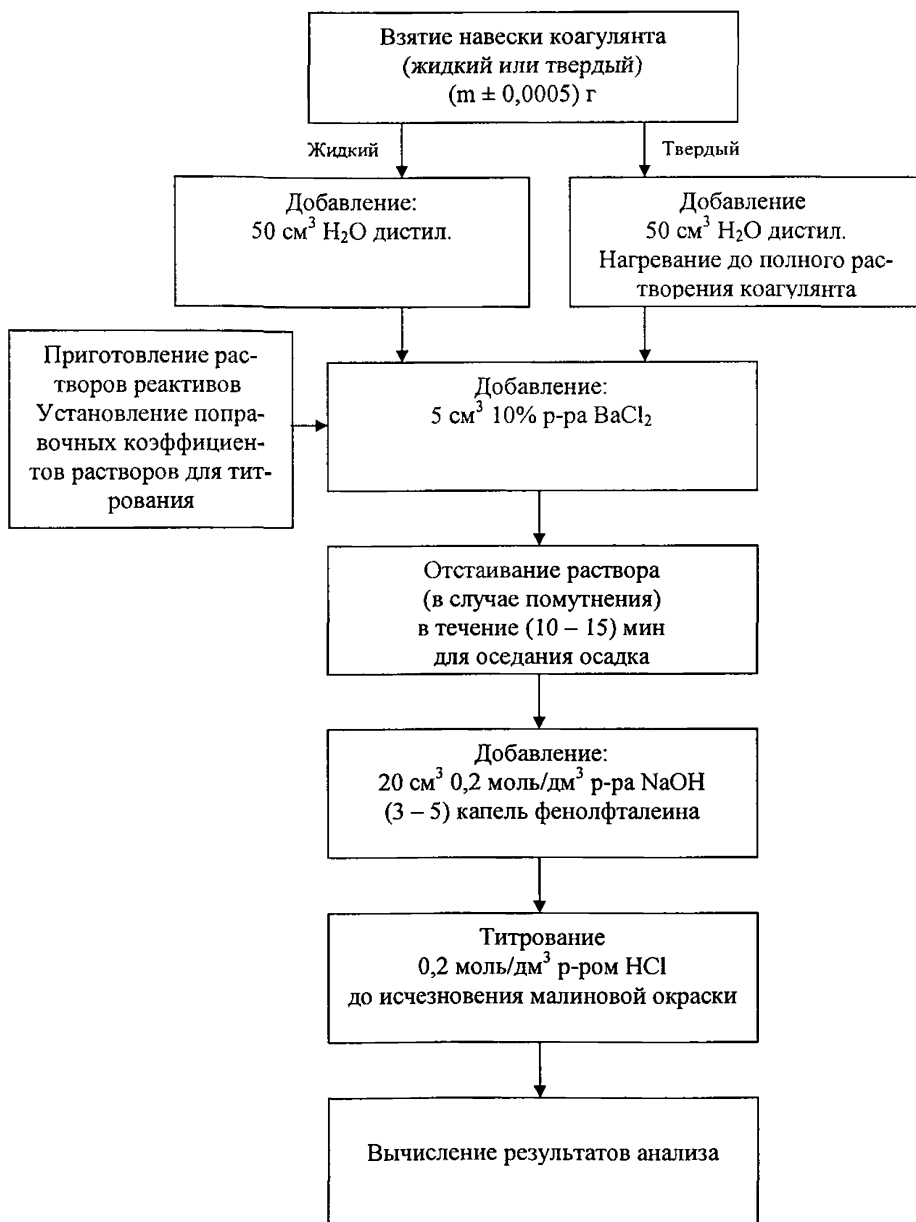 Взятие навески коагулянта
(жидкий или твердый)
(m ± 0,0005) г
Жидкий
Твердый
Добавление:
50 см³ H₂O дистил.
Добавление
50 см³ H₂O дистил.
Нагревание до полного рас-
творения коагулянта
Приготовление рас-
творов реактивов
Установление попра-
вочных коэффициен-
тов растворов для тит-
рования
Добавление:
5 см³ 10% р-ра BaCl₂
Отстаивание раствора
(в случае помутнения)
в течение (10 – 15) мин
для оседания осадка
Добавление:
20 см³ 0,2 моль/дм³ р-ра NaOH
(3 – 5) капель фенолфталеина
Титрование
0,2 моль/дм³ р-ром HCl
до исчезновения малиновой окраски
Вычисление результатов анализа